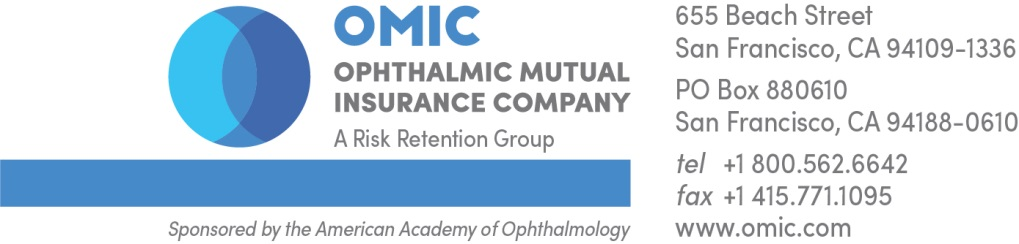 OMIC
OPHTHALMIC MUTUAL
INSURANCE COMPANY
A Risk Retention Group
Sponsored by the American Academy of Ophthalmology
655 Beach Street
San Francisco, CA 94109-1336
PO Box 880610
San Francisco, CA 94188-0610
tel +1 800.562.6642
fax +1 415.771.1095
www.omic.com